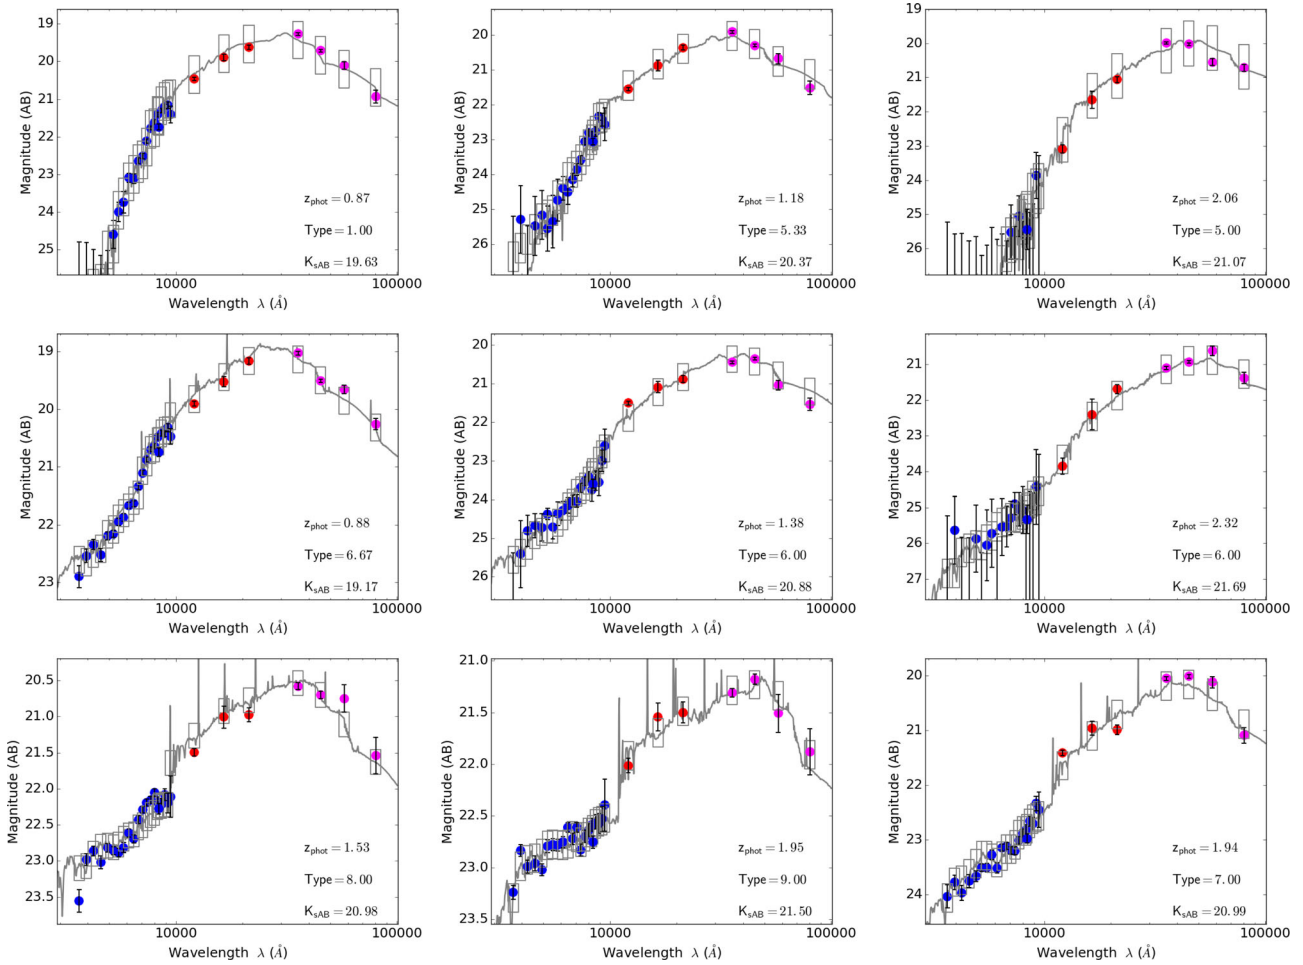 19
20
21
22
23
24
25
Magnitude (AB)
z_phot = 0.87
Type = 1.00
K_sAB = 19.63
10000
100000
Wavelength λ (Å)
20
21
22
23
24
25
26
Magnitude (AB)
z_phot = 1.18
Type = 5.33
K_sAB = 20.37
10000
100000
Wavelength λ (Å)
19
20
21
22
23
24
25
26
Magnitude (AB)
z_phot = 2.06
Type = 5.00
K_sAB = 21.07
10000
100000
Wavelength λ (Å)
19
20
21
22
23
Magnitude (AB)
z_phot = 0.88
Type = 6.67
K_sAB = 19.17
10000
100000
Wavelength λ (Å)
20
21
22
23
24
25
26
Magnitude (AB)
z_phot = 1.38
Type = 6.00
K_sAB = 20.88
10000
100000
Wavelength λ (Å)
21
22
23
24
25
26
27
Magnitude (AB)
z_phot = 2.32
Type = 6.00
K_sAB = 21.69
10000
100000
Wavelength λ (Å)
20.5
21.0
21.5
22.0
22.5
23.0
23.5
Magnitude (AB)
z_phot = 1.53
Type = 8.00
K_sAB = 20.98
10000
100000
Wavelength λ (Å)
21.0
21.5
22.0
22.5
23.0
23.5
Magnitude (AB)
z_phot = 1.95
Type = 9.00
K_sAB = 21.50
10000
100000
Wavelength λ (Å)
20
21
22
23
24
Magnitude (AB)
z_phot = 1.94
Type = 7.00
K_sAB = 20.99
10000
100000
Wavelength λ (Å)